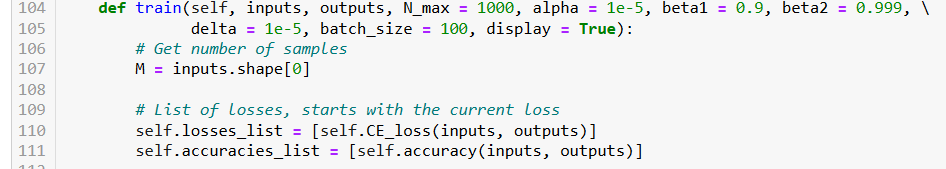 104 def train(self, inputs, outputs, N_max = 1000, alpha = 1e-5, beta1 = 0.9, beta2 = 0.999, \
105 delta = 1e-5, batch_size = 100, display = True):
106 # Get number of samples
107 M = inputs.shape[0]
108
109 # List of losses, starts with the current loss
110 self.losses_list = [self.CE_loss(inputs, outputs)]
111 self.accuracies_list = [self.accuracy(inputs, outputs)]